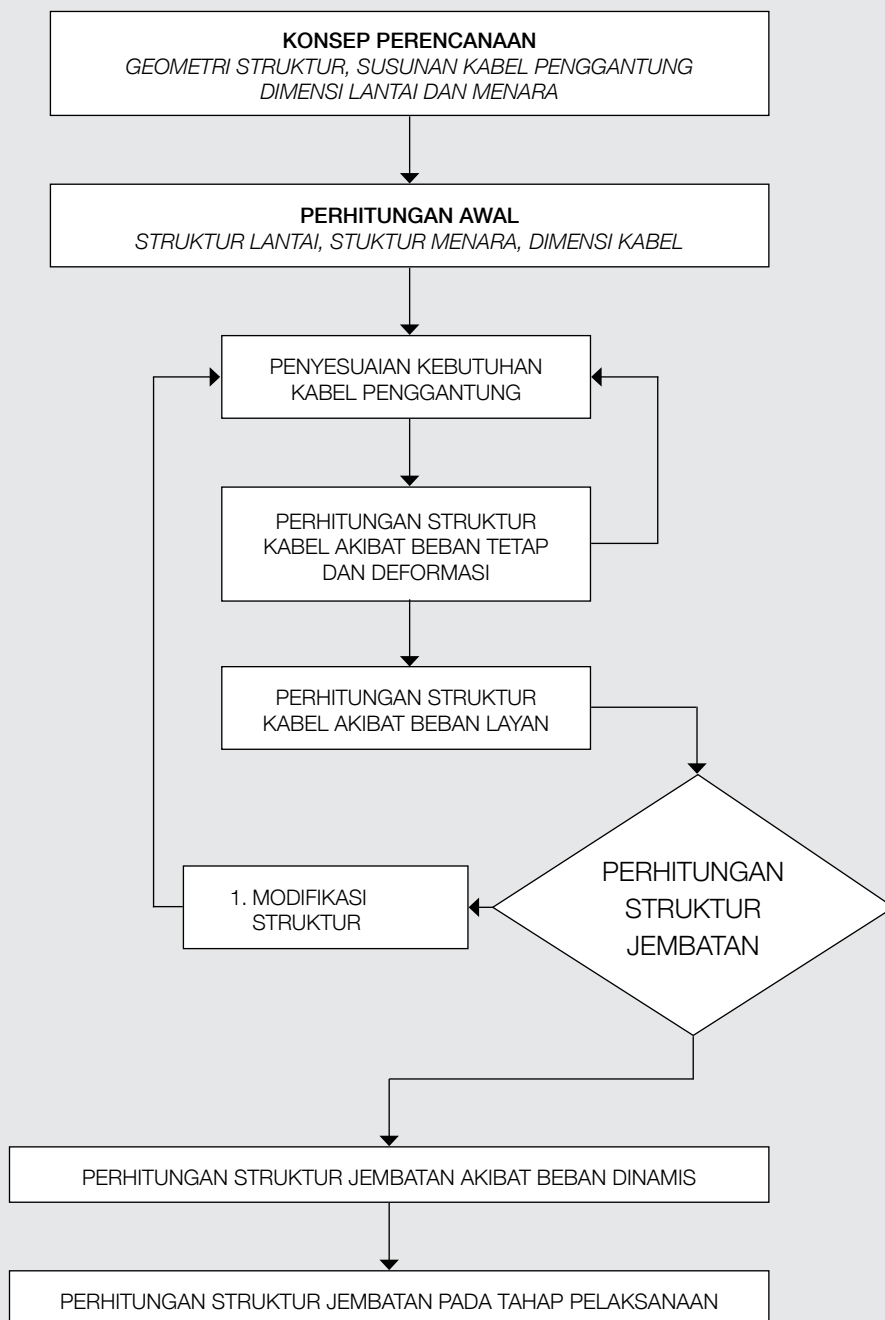 KONSEP PERENCANAAN
GEOMETRI STRUKTUR, SUSUNAN KABEL PENGGANTUNG
DIMENSI LANTAI DAN MENARA
PERHITUNGAN AWAL
STRUKTUR LANTAI, STUKTUR MENARA, DIMENSI KABEL
PENYESUAIAN KEBUTUHAN
KABEL PENGGANTUNG
PERHITUNGAN STRUKTUR
KABEL AKIBAT BEBAN TETAP
DAN DEFORMASI
PERHITUNGAN STRUKTUR
KABEL AKIBAT BEBAN LAYAN
PERHITUNGAN
STRUKTUR
JEMBATAN
1. MODIFIKASI
STRUKTUR
PERHITUNGAN STRUKTUR JEMBATAN AKIBAT BEBAN DINAMIS
PERHITUNGAN STRUKTUR JEMBATAN PADA TAHAP PELAKSANAAN